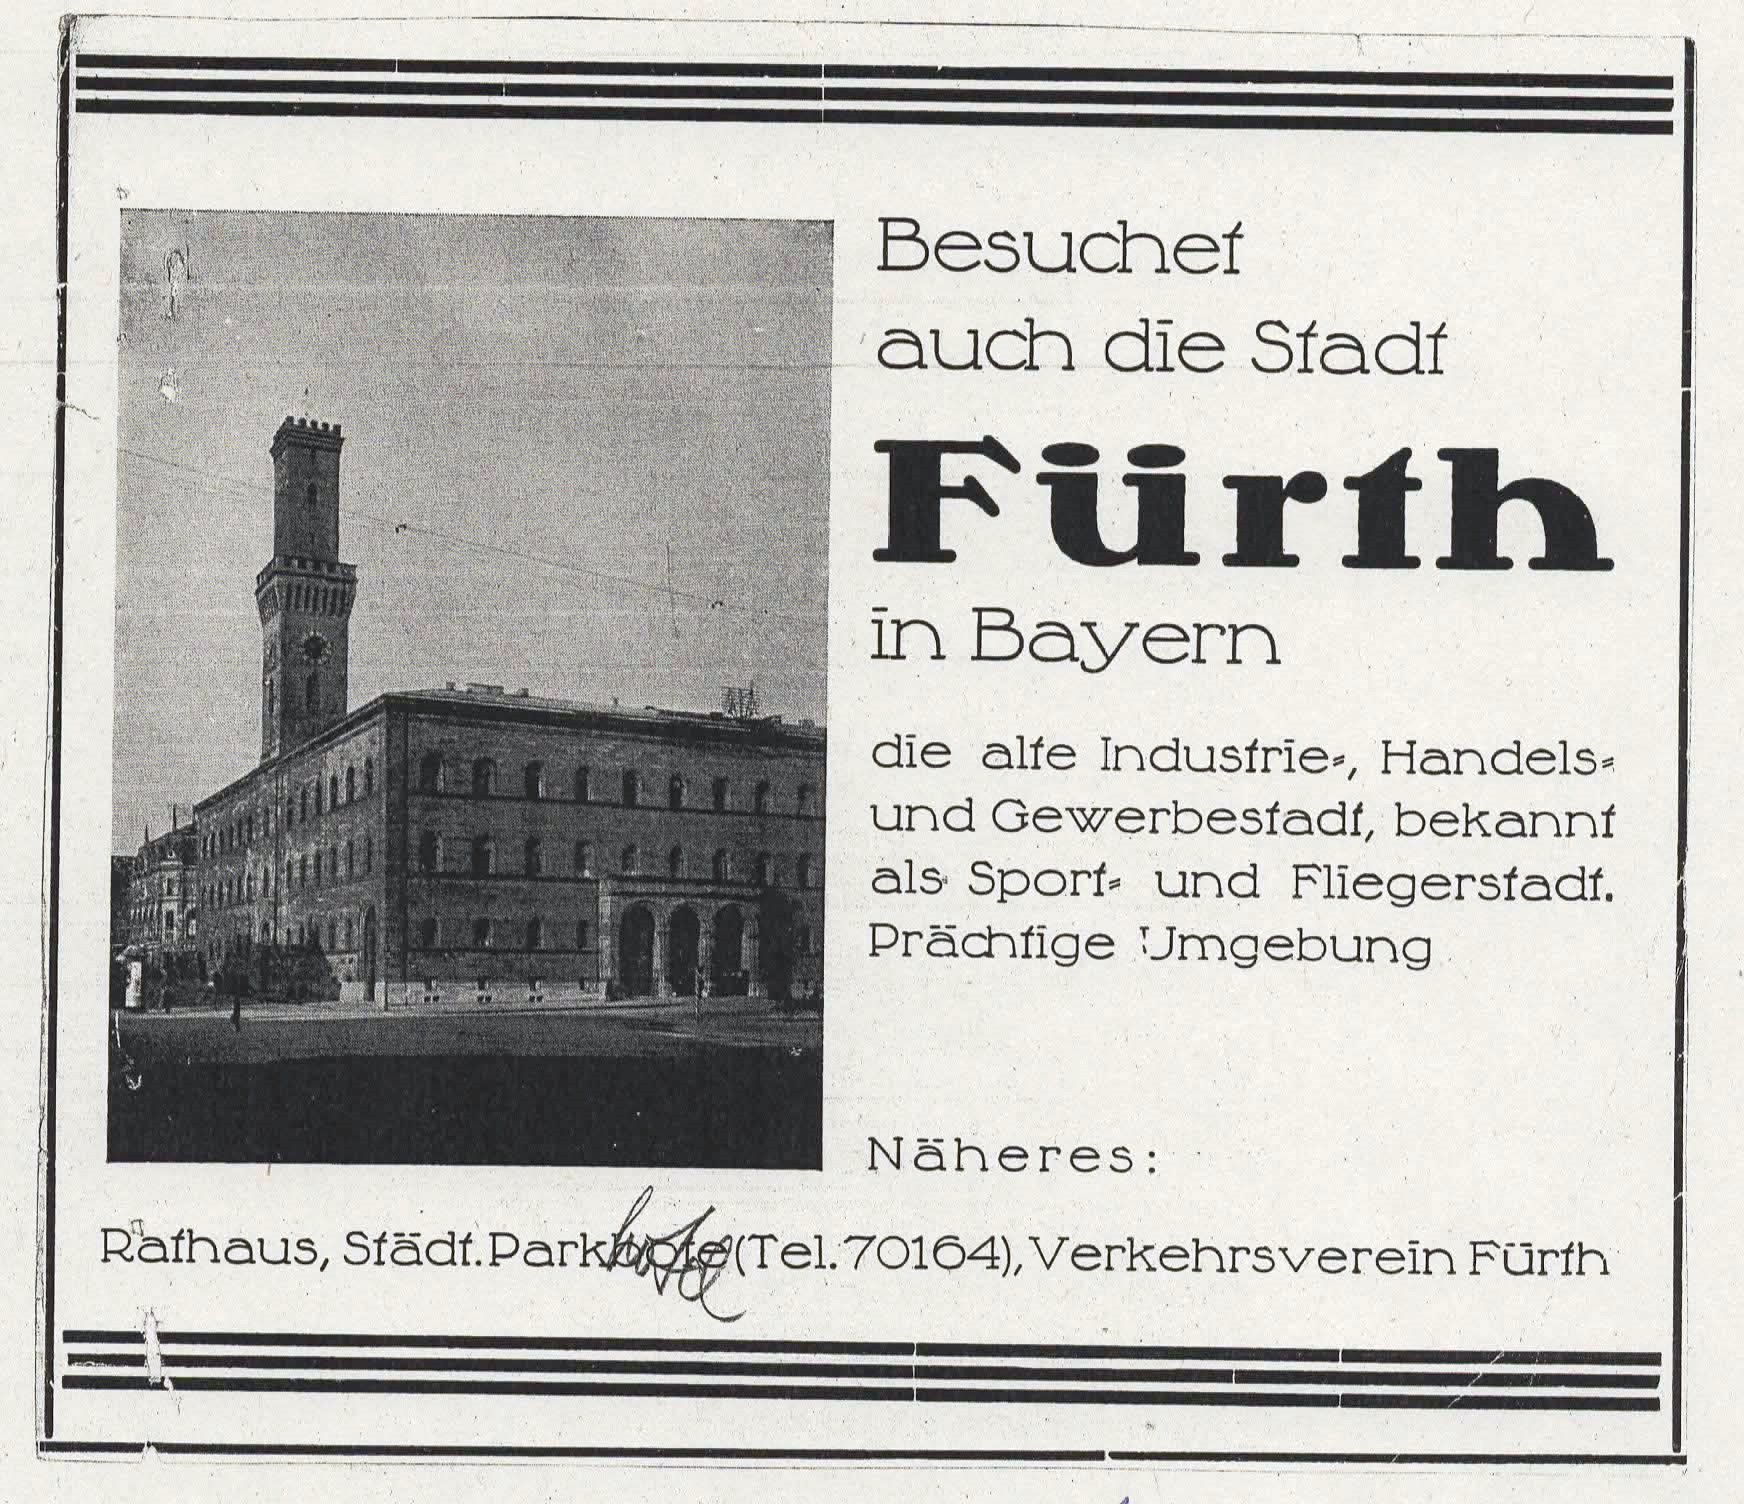 Besuchet
auch die Stadt
Fürth
in Bayern
die alte Industrie-, Handels-
und Gewerbestadt, bekannt
als Sport- und Fliegerstadt.
Prächtige Umgebung
Näheres:
Rathaus, Städt. (Tel. 70164), Verkehrsverein Fürth